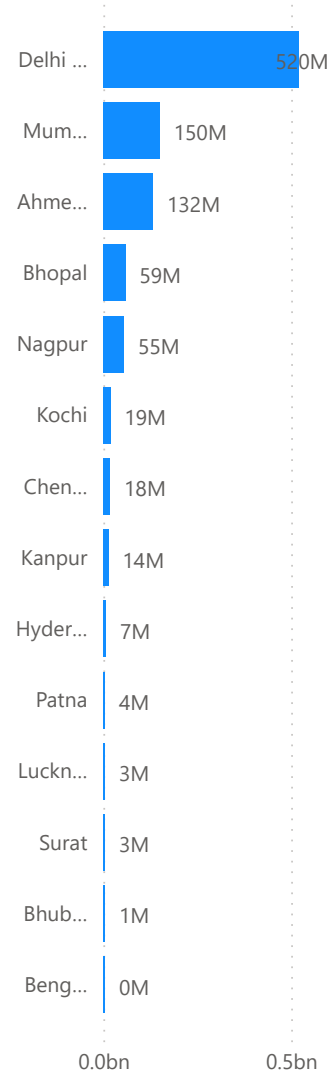 Delhi ... 520M
Mum... 150M
Ahme... 132M
Bhopal 59M
Nagpur 55M
Kochi 19M
Chen... 18M
Kanpur 14M
Hyder... 7M
Patna 4M
Luckn... 3M
Surat 3M
Bhub... 1M
Beng... 0M
0.0bn 0.5bn